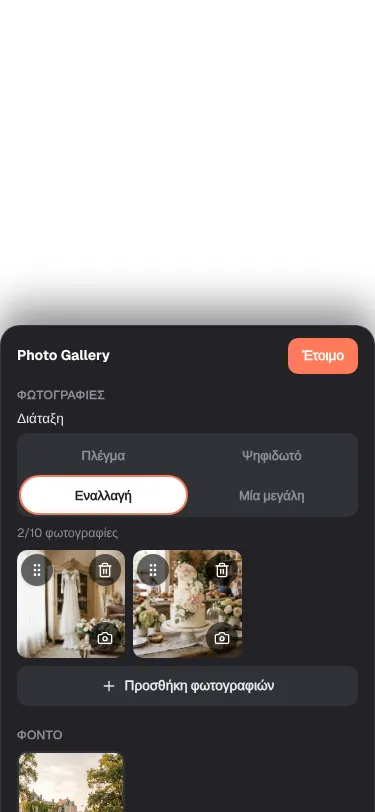 Photo Gallery
Έτοιμο
ΦΩΤΟΓΡΑΦΙΕΣ
Διάταξη
Πλέγμα
Ψηφιδωτό
Εναλλαγή
Μία μεγάλη
2/10 φωτογραφίες
Προσθήκη φωτογραφιών
ΦΟΝΤΟ